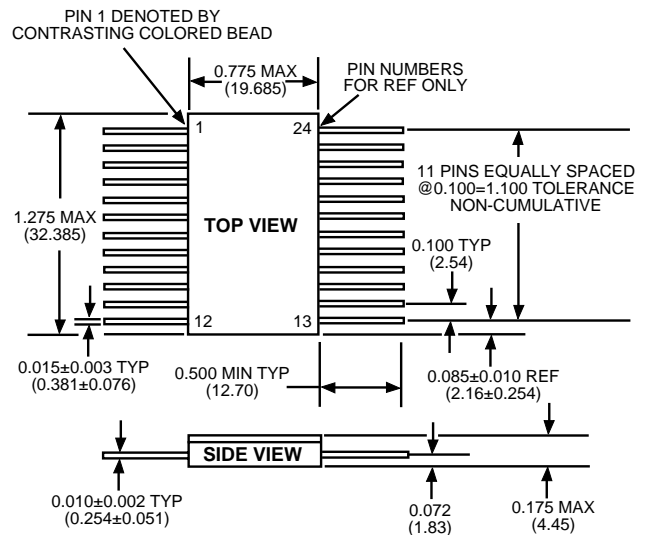 PIN 1 DENOTED BY
CONTRASTING COLORED BEAD
0.775 MAX
(19.685)
PIN NUMBERS
FOR REF ONLY
1
24
11 PINS EQUALLY SPACED
@0.100=1.100 TOLERANCE
NON-CUMULATIVE
1.275 MAX
(32.385)
TOP VIEW
0.100 TYP
(2.54)
12
13
0.015±0.003 TYP
(0.381±0.076)
0.500 MIN TYP
(12.70)
0.085±0.010 REF
(2.16±0.254)
SIDE VIEW
0.010±0.002 TYP
(0.254±0.051)
0.072
(1.83)
0.175 MAX
(4.45)